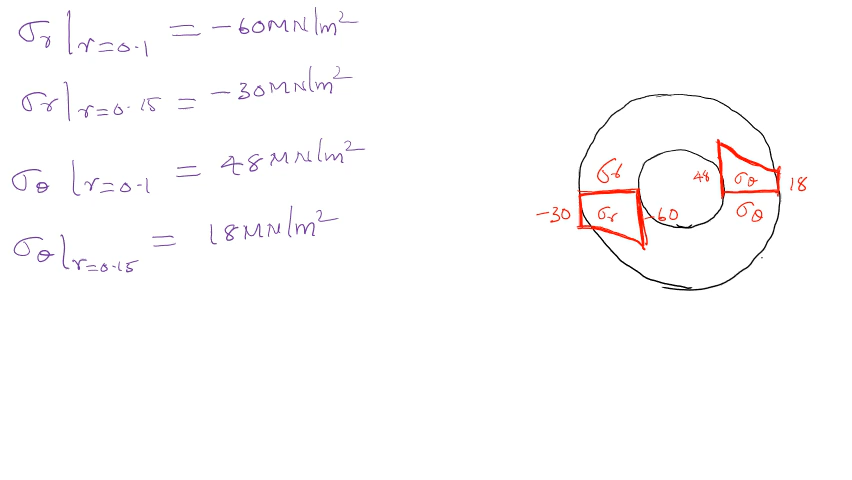 σr|r=0.1 = -60MN/m²
σr|r=0.15 = -30MN/m²
σθ|r=0.1 = 48MN/m²
σθ|r=0.15 = 18MN/m²
σr
48
σθ
18
-30
σr
-60
σθ